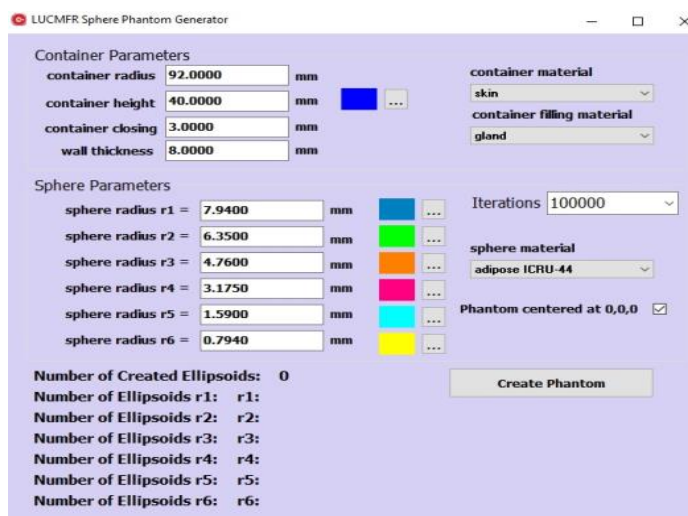 LUCMFR Sphere Phantom Generator
Container Parameters
container radius 92.0000 mm
container height 40.0000 mm ...
container closing 3.0000 mm
wall thickness 8.0000 mm
container material
skin
container filling material
gland
Sphere Parameters
sphere radius r1 = 7.9400 mm ...
sphere radius r2 = 6.3500 mm ...
sphere radius r3 = 4.7600 mm ...
sphere radius r4 = 3.1750 mm ...
sphere radius r5 = 1.5900 mm ...
sphere radius r6 = 0.7940 mm ...
Iterations 100000
sphere material
adipose ICRU-44
Phantom centered at 0,0,0
Number of Created Ellipsoids: 0
Number of Ellipsoids r1: r1:
Number of Ellipsoids r2: r2:
Number of Ellipsoids r3: r3:
Number of Ellipsoids r4: r4:
Number of Ellipsoids r5: r5:
Number of Ellipsoids r6: r6:
Create Phantom